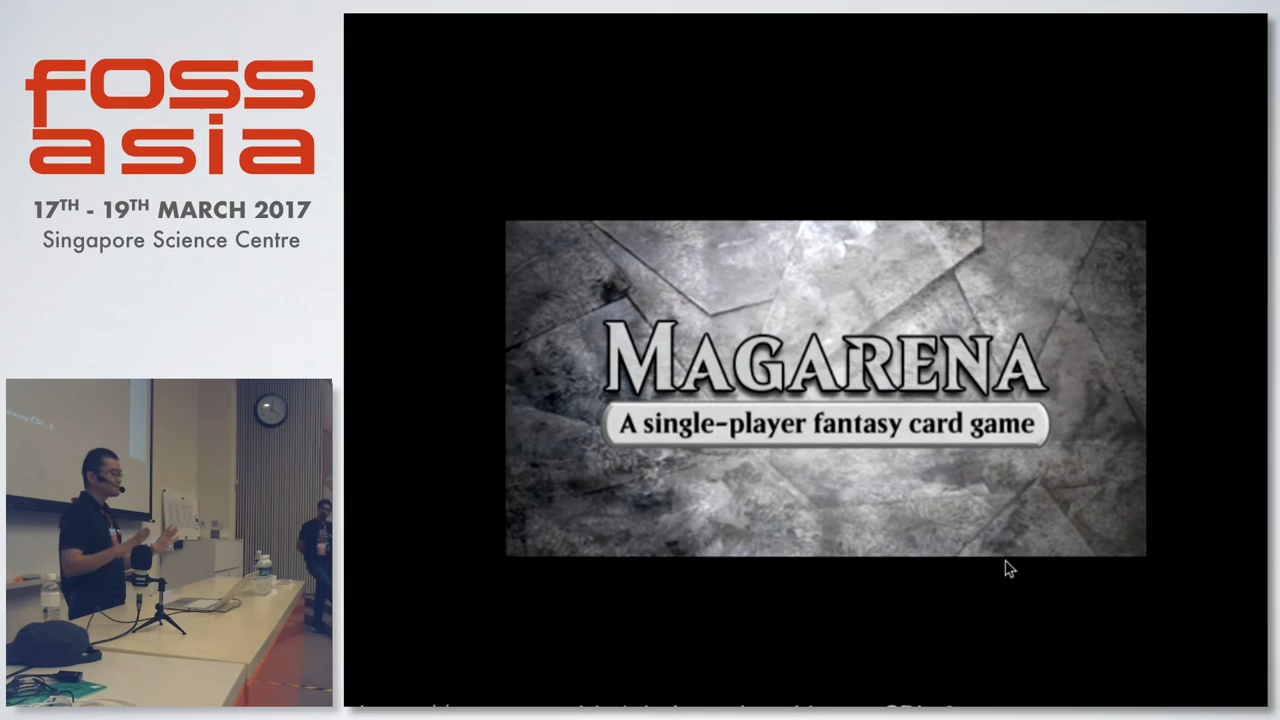 foss
asia
17TH - 19TH MARCH 2017
Singapore Science Centre
MAGARENA
A single-player fantasy card game